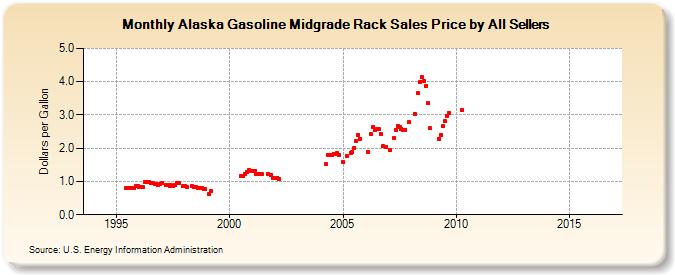 Monthly Alaska Gasoline Midgrade Rack Sales Price by All Sellers
Dollars per Gallon
5.0
4.0
3.0
2.0
1.0
0.0
1995 2000 2005 2010 2015
Source: U.S. Energy Information Administration